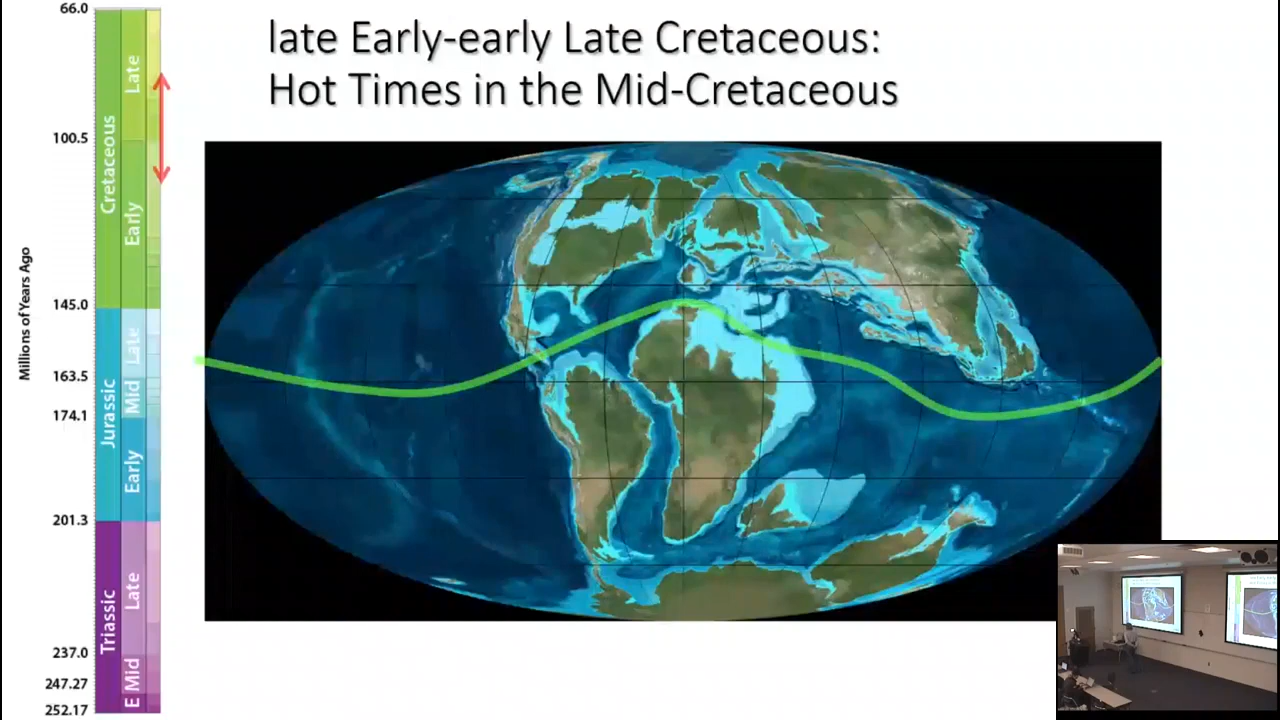 late Early-early Late Cretaceous:
Hot Times in the Mid-Cretaceous
66.0
100.5
145.0
163.5
174.1
201.3
237.0
247.27
252.17
Millions of Years Ago
Cretaceous
Late
Early
Jurassic
Late
Mid
Early
Triassic
Late
Mid
E